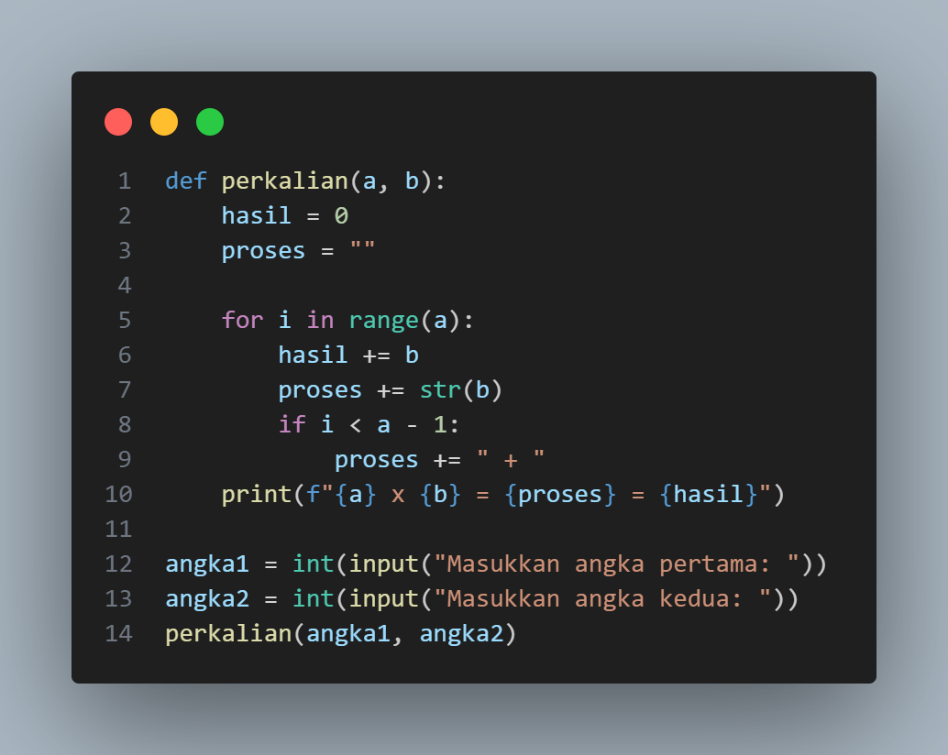 1 def perkalian(a, b):
2     hasil = 0
3     proses = ""
4
5     for i in range(a):
6         hasil += b
7         proses += str(b)
8         if i < a - 1:
9             proses += " + "
10     print(f"{a} x {b} = {proses} = {hasil}")
11
12 angka1 = int(input("Masukkan angka pertama: "))
13 angka2 = int(input("Masukkan angka kedua: "))
14 perkalian(angka1, angka2)